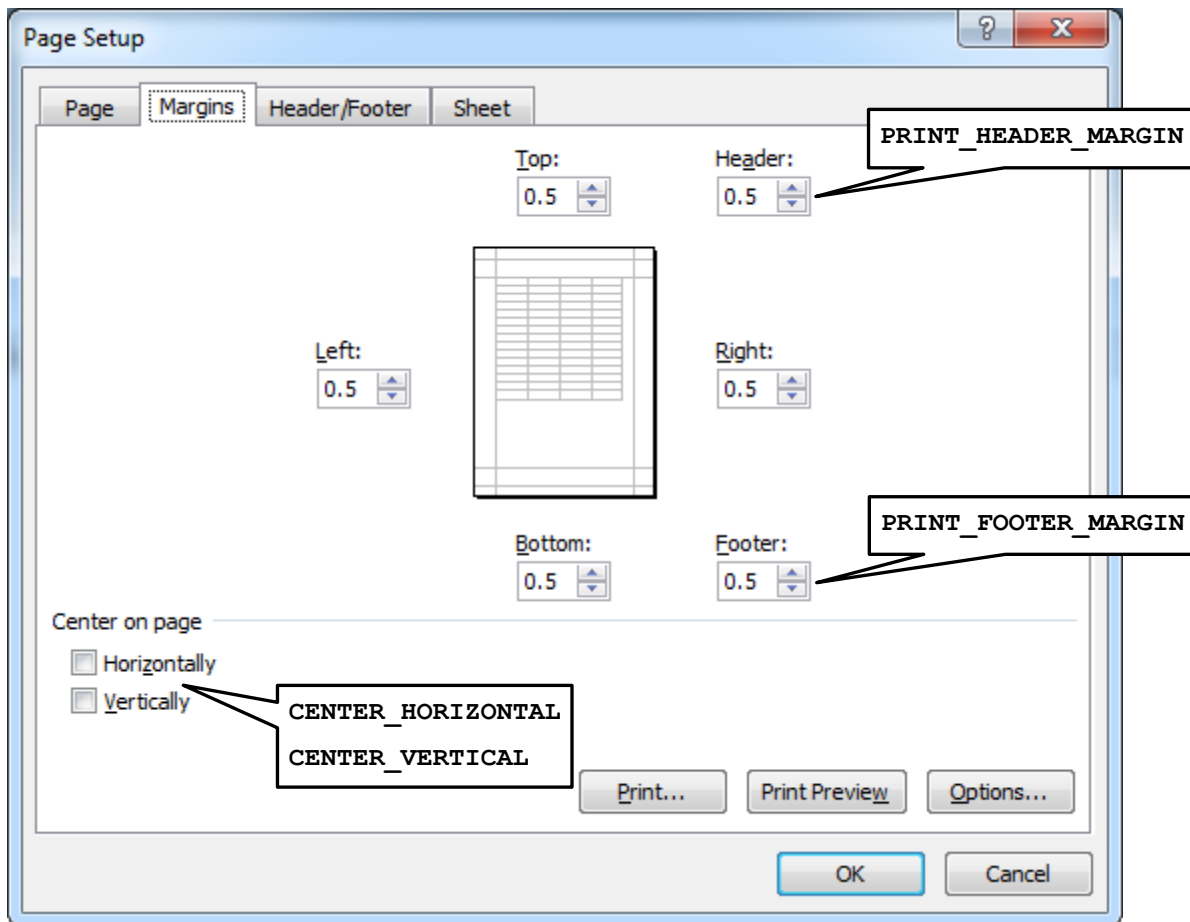 Page Setup
?
Page Margins Header/Footer Sheet
PRINT_HEADER_MARGIN
Top: Header:
0.5 0.5
Left: Right:
0.5 0.5
PRINT_FOOTER_MARGIN
Bottom: Footer:
0.5 0.5
Center on page
Horizontally
Vertically
CENTER_HORIZONTAL
CENTER_VERTICAL
Print... Print Preview Options...
OK Cancel